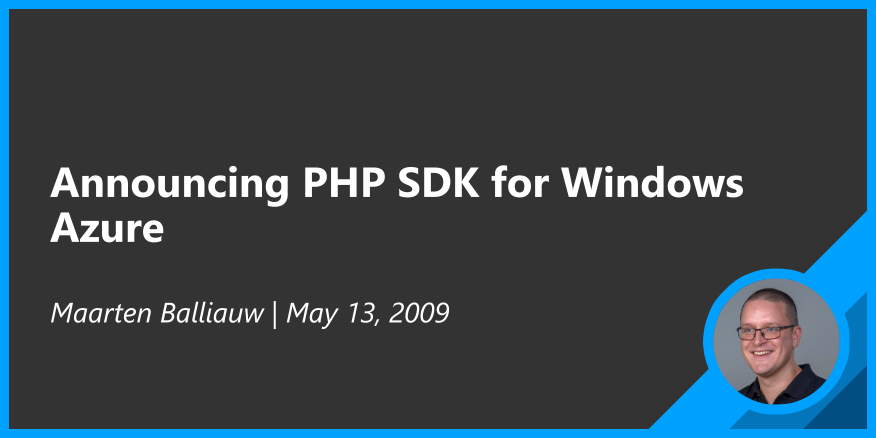 Announcing PHP SDK for Windows
Azure
Maarten Balliauw | May 13, 2009